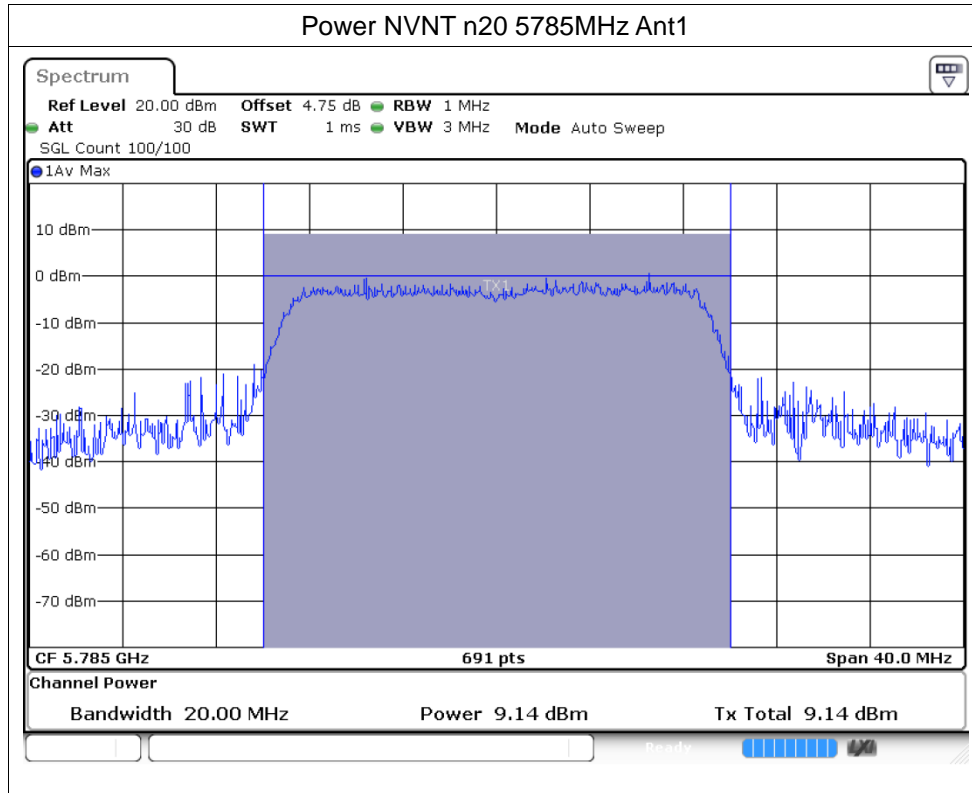 Power NVNT n20 5785MHz Ant1
Spectrum
Ref Level 20.00 dBm Offset 4.75 dB RBW 1 MHz
Att 30 dB SWT 1 ms VBW 3 MHz Mode Auto Sweep
SGL Count 100/100
1Av Max
10 dBm
0 dBm
TX1
-10 dBm
-20 dBm
-30 dBm
-40 dBm
-50 dBm
-60 dBm
-70 dBm
CF 5.785 GHz 691 pts Span 40.0 MHz
Channel Power
Bandwidth 20.00 MHz Power 9.14 dBm Tx Total 9.14 dBm
Ready